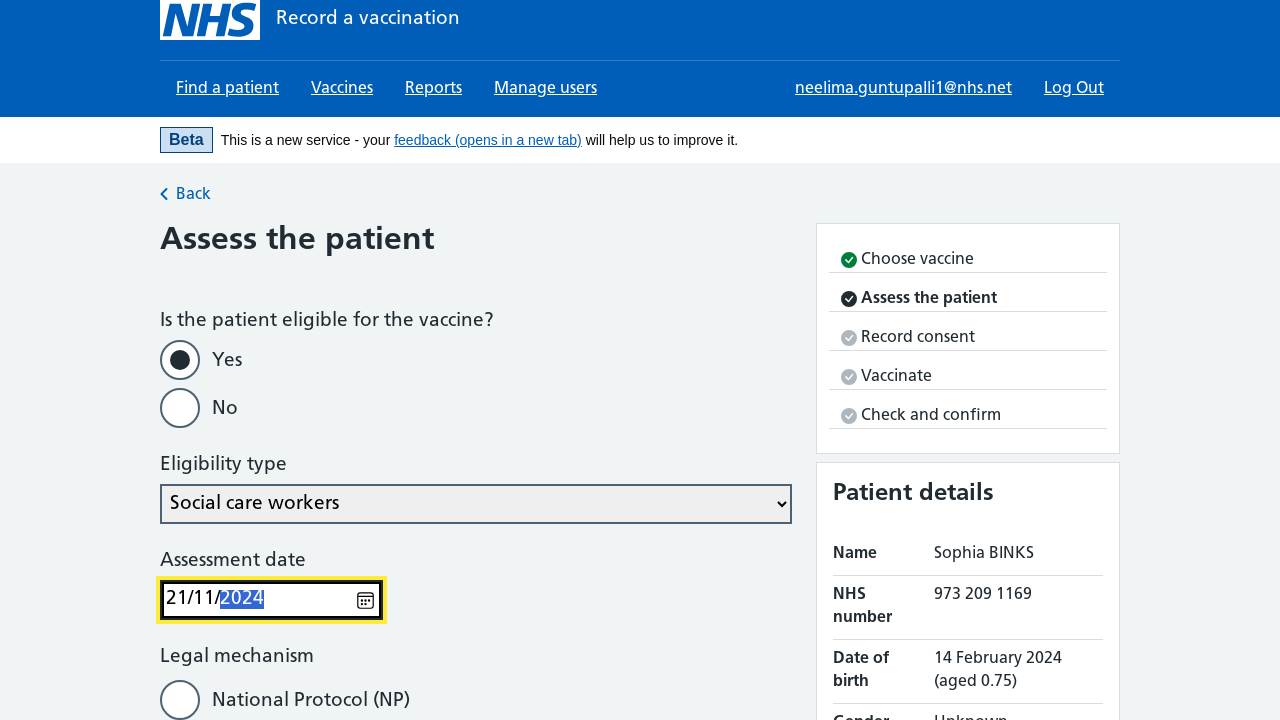 NHS Record a vaccination
Find a patient Vaccines Reports Manage users neelima.guntupalli1@nhs.net Log Out
Beta This is a new service - your feedback (opens in a new tab) will help us to improve it.
Back
Assess the patient
Is the patient eligible for the vaccine?
Yes
No
Eligibility type
Social care workers
Assessment date
21/11/2024
Legal mechanism
National Protocol (NP)
Choose vaccine
Assess the patient
Record consent
Vaccinate
Check and confirm
Patient details
Name Sophia BINKS
NHS 973 209 1169
number
Date of 14 February 2024
birth (aged 0.75)
Gender Unknown